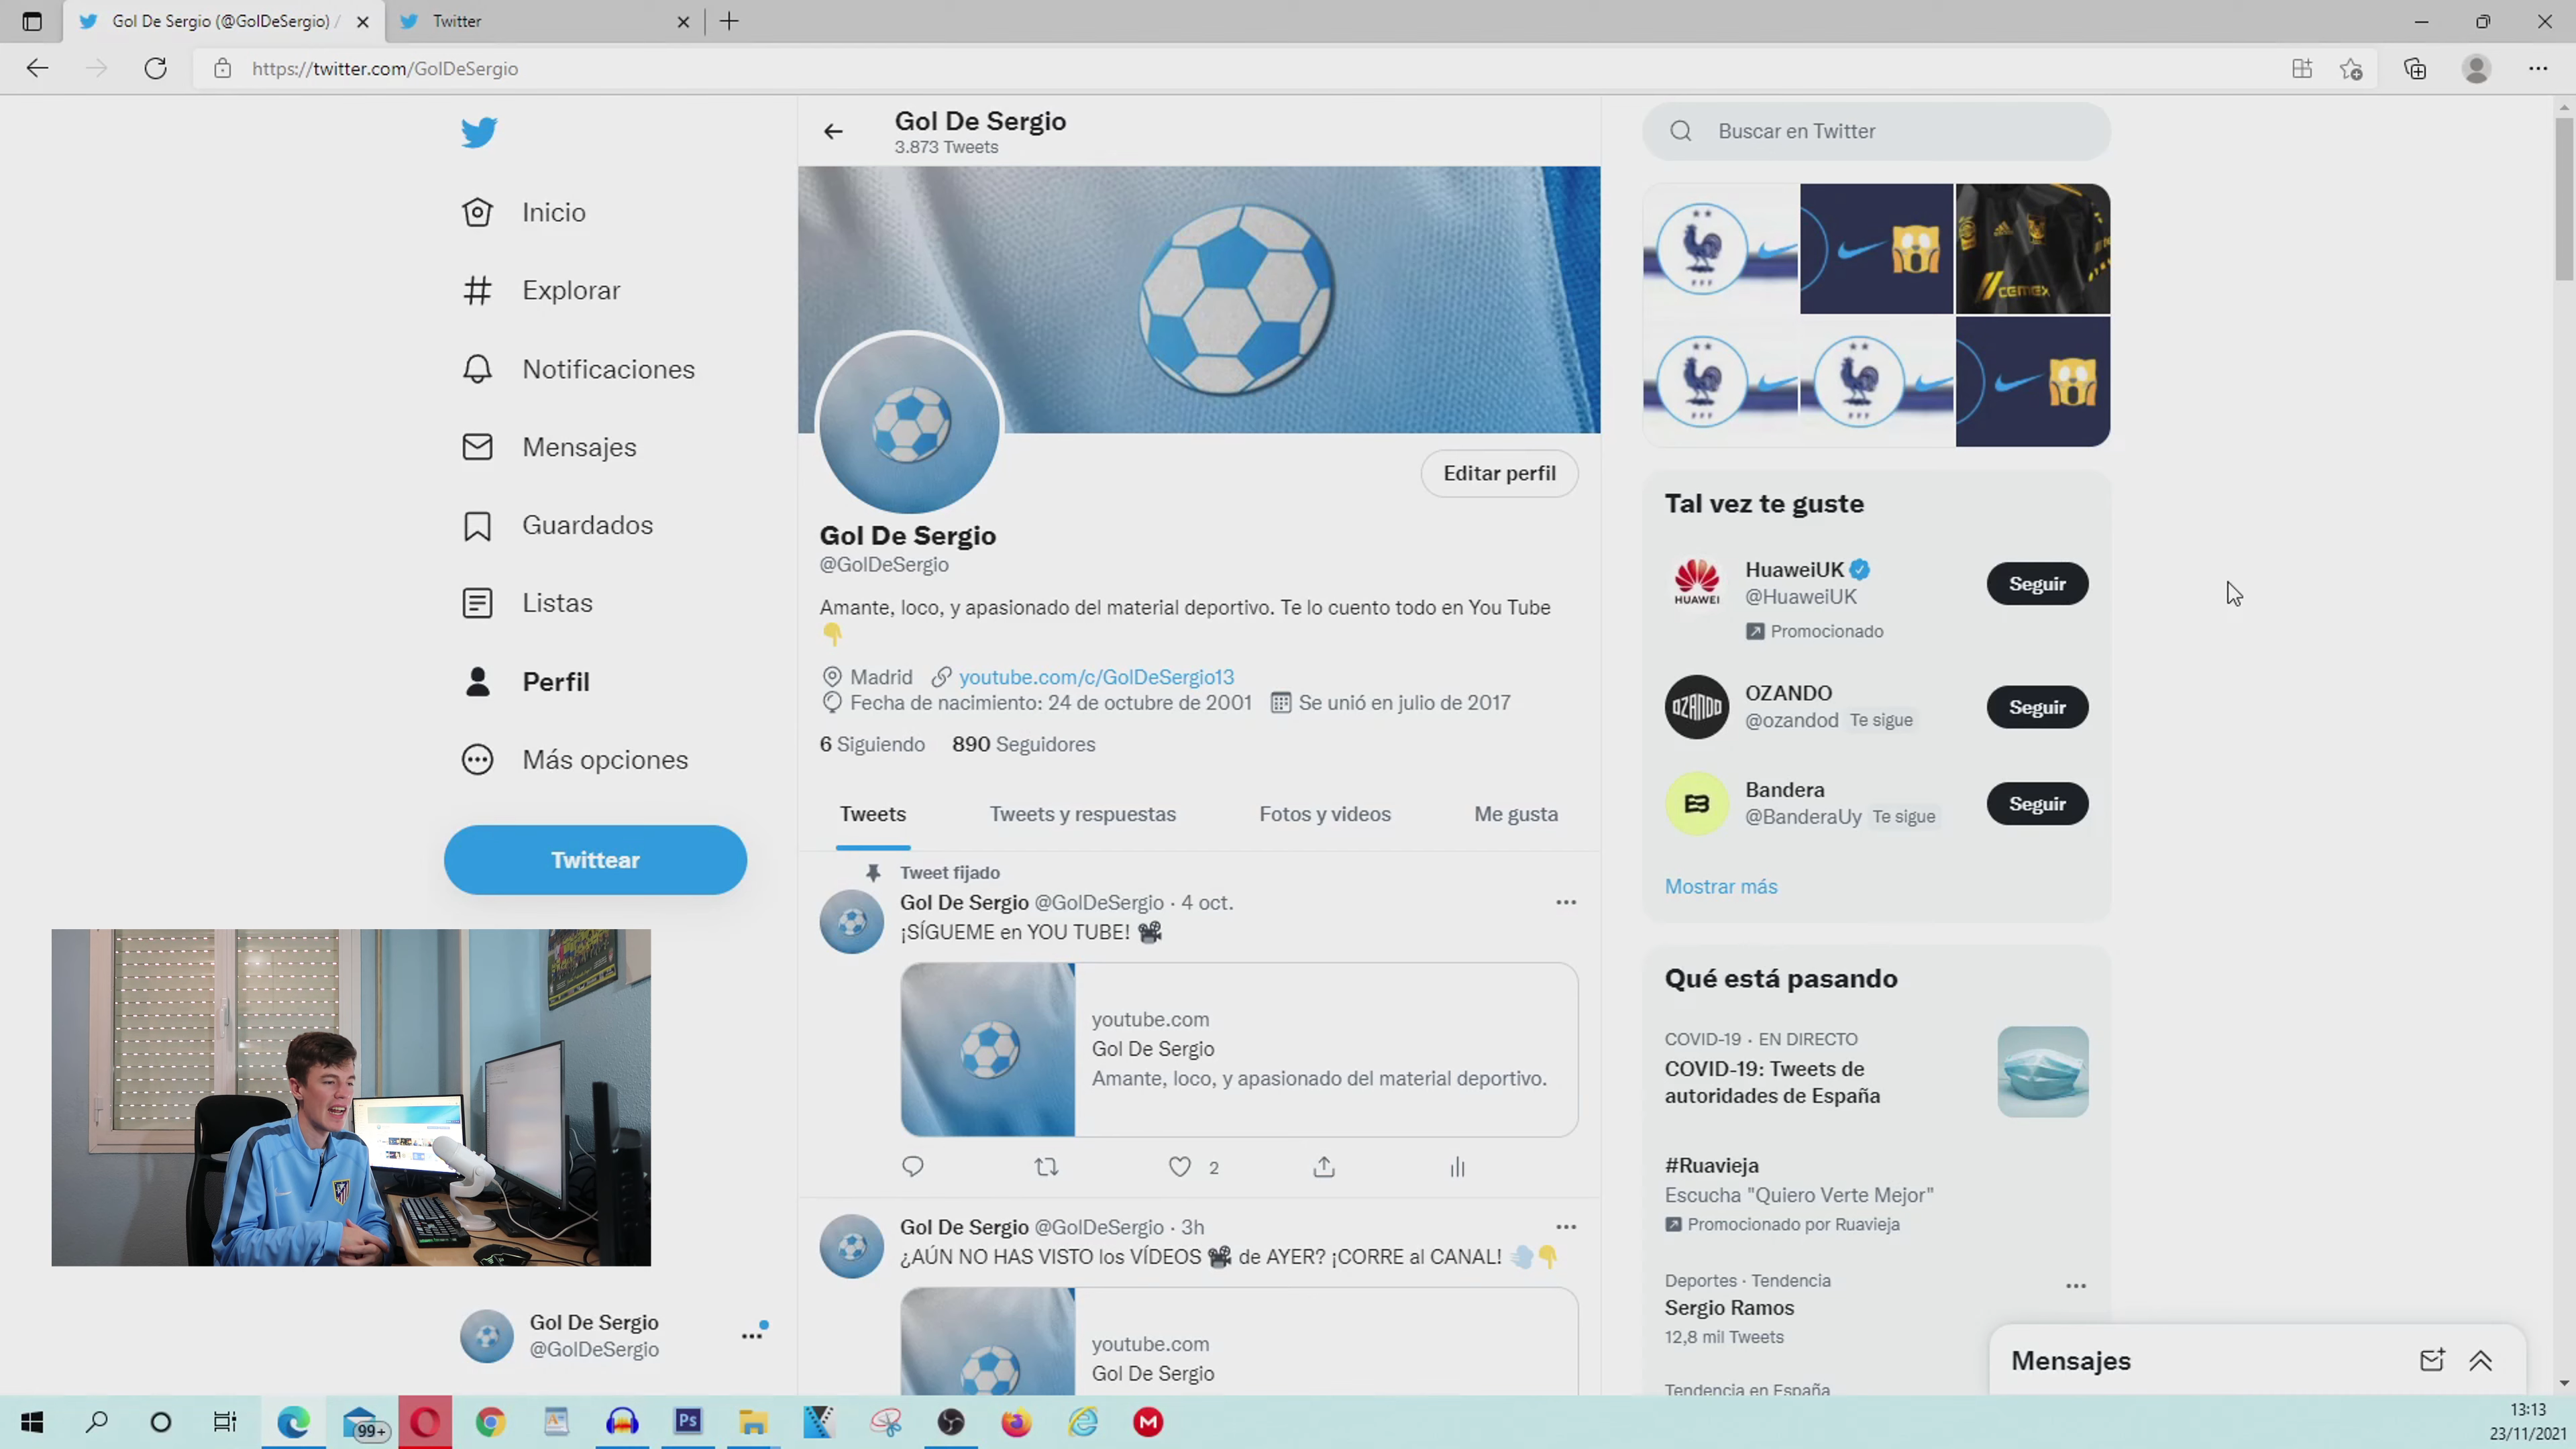 Gol De Sergio (@GolDeSergio) /
Twitter
https://twitter.com/GolDeSergio
Inicio
Explorar
Notificaciones
Mensajes
Guardados
Listas
Perfil
Más opciones
Twittear
Gol De Sergio
@GolDeSergio
Gol De Sergio
3.873 Tweets
Editar perfil
Gol De Sergio
@GolDeSergio
Amante, loco, y apasionado del material deportivo. Te lo cuento todo en You Tube
👇
Madrid youtube.com/c/GolDeSergio13
Fecha de nacimiento: 24 de octubre de 2001 Se unió en julio de 2017
6 Siguiendo 890 Seguidores
Tweets Tweets y respuestas Fotos y videos Me gusta
Tweet fijado
Gol De Sergio @GolDeSergio · 4 oct.
¡SÍGUEME en YOU TUBE! 🎥
youtube.com
Gol De Sergio
Amante, loco, y apasionado del material deportivo.
2
Gol De Sergio @GolDeSergio · 3h
¿AÚN NO HAS VISTO los VÍDEOS 🎥 de AYER? ¡CORRE al CANAL! 💨👇
youtube.com
Gol De Sergio
Buscar en Twitter
FFF
CEMEX
FFF
FFF
Tal vez te guste
HUAWEI
HuaweiUK
@HuaweiUK
Promocionado
Seguir
OZANDO
OZANDO
@ozandod Te sigue
Seguir
Bandera
@BanderaUy Te sigue
Seguir
Mostrar más
Qué está pasando
COVID-19 · EN DIRECTO
COVID-19: Tweets de
autoridades de España
#Ruavieja
Escucha "Quiero Verte Mejor"
Promocionado por Ruavieja
Deportes · Tendencia
Sergio Ramos
12,8 mil Tweets
Tendencia en España
Mensajes
99+
Ps
13:13
23/11/2021